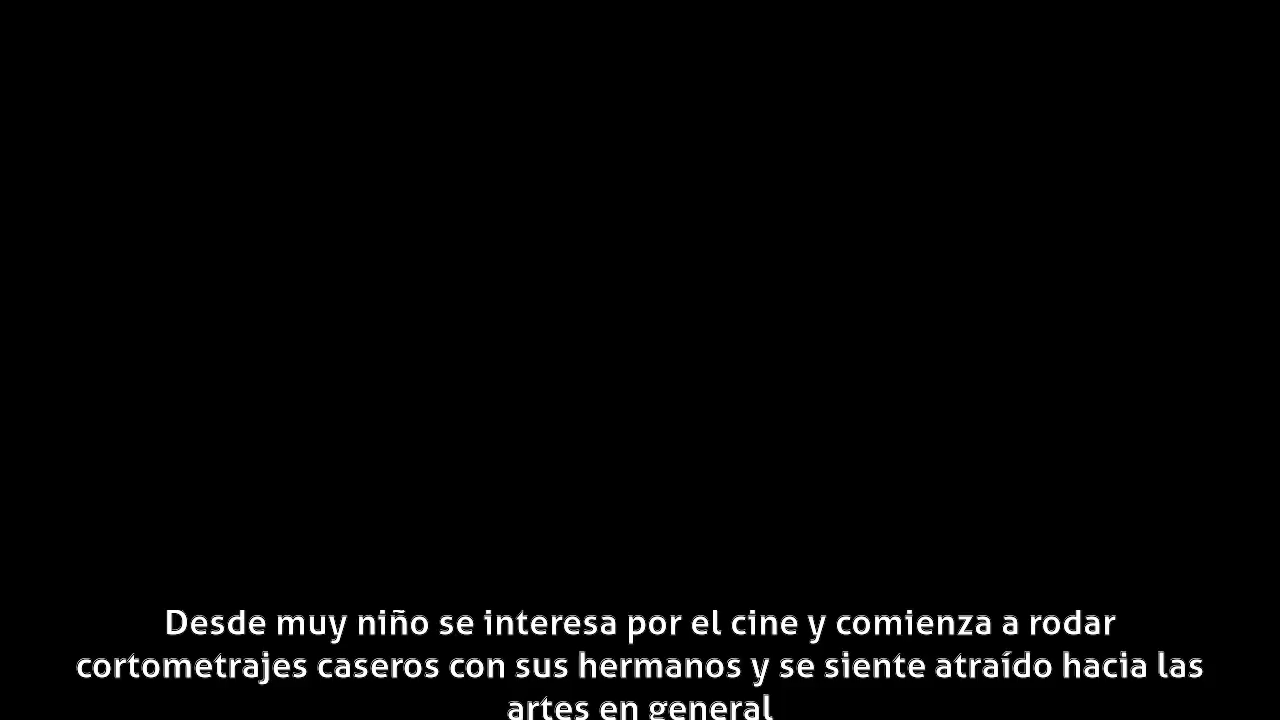 Desde muy niño se interesa por el cine y comienza a rodar
cortometrajes caseros con sus hermanos y se siente atraído hacia las
artes en general